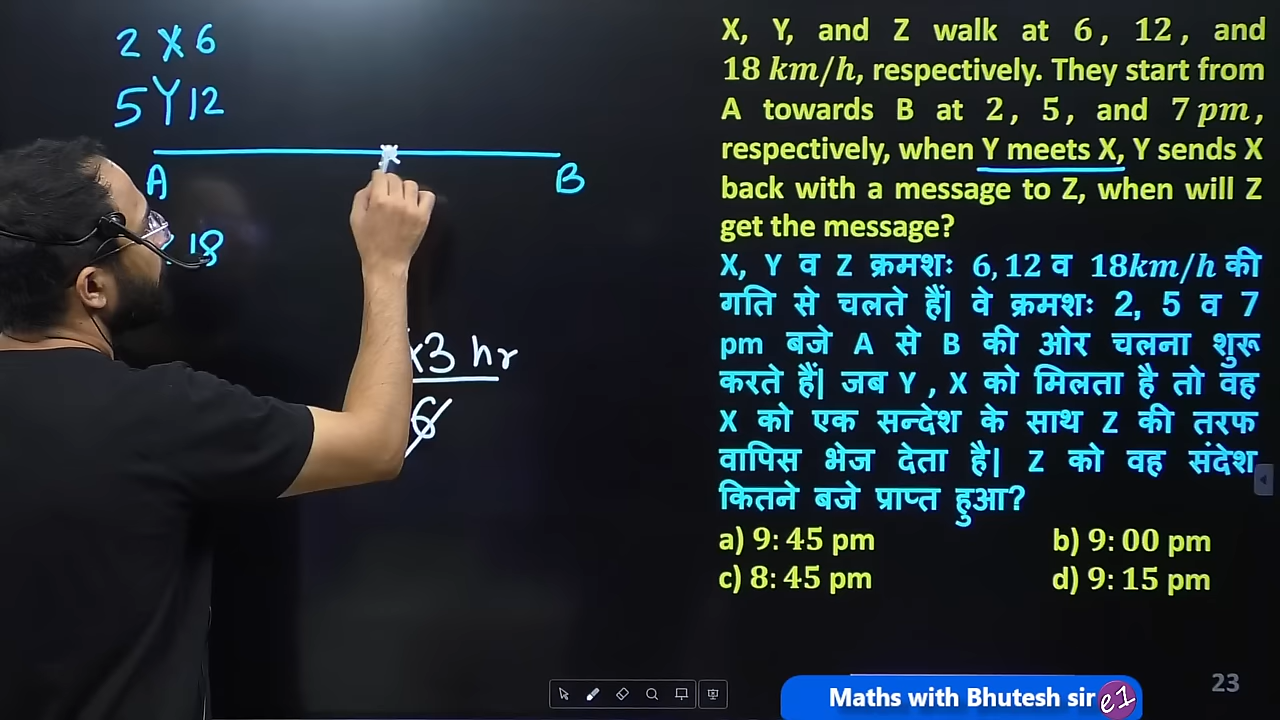 2 X 6
5 Y 12
A
B
18
×3 hr
6
X, Y, and Z walk at 6, 12, and
18 km/h, respectively. They start from
A towards B at 2, 5, and 7 pm,
respectively, when Y meets X, Y sends X
back with a message to Z, when will Z
get the message?
X, Y व Z क्रमशः 6, 12 व 18km/h की
गति से चलते हैं| वे क्रमशः 2, 5 व 7
pm बजे A से B की ओर चलना शुरू
करते हैं| जब Y , X को मिलता है तो वह
X को एक सन्देश के साथ Z की तरफ
वापिस भेज देता है| Z को वह संदेश
कितने बजे प्राप्त हुआ?
a) 9: 45 pm
b) 9: 00 pm
c) 8: 45 pm
d) 9: 15 pm
Maths with Bhutesh sir e1
23